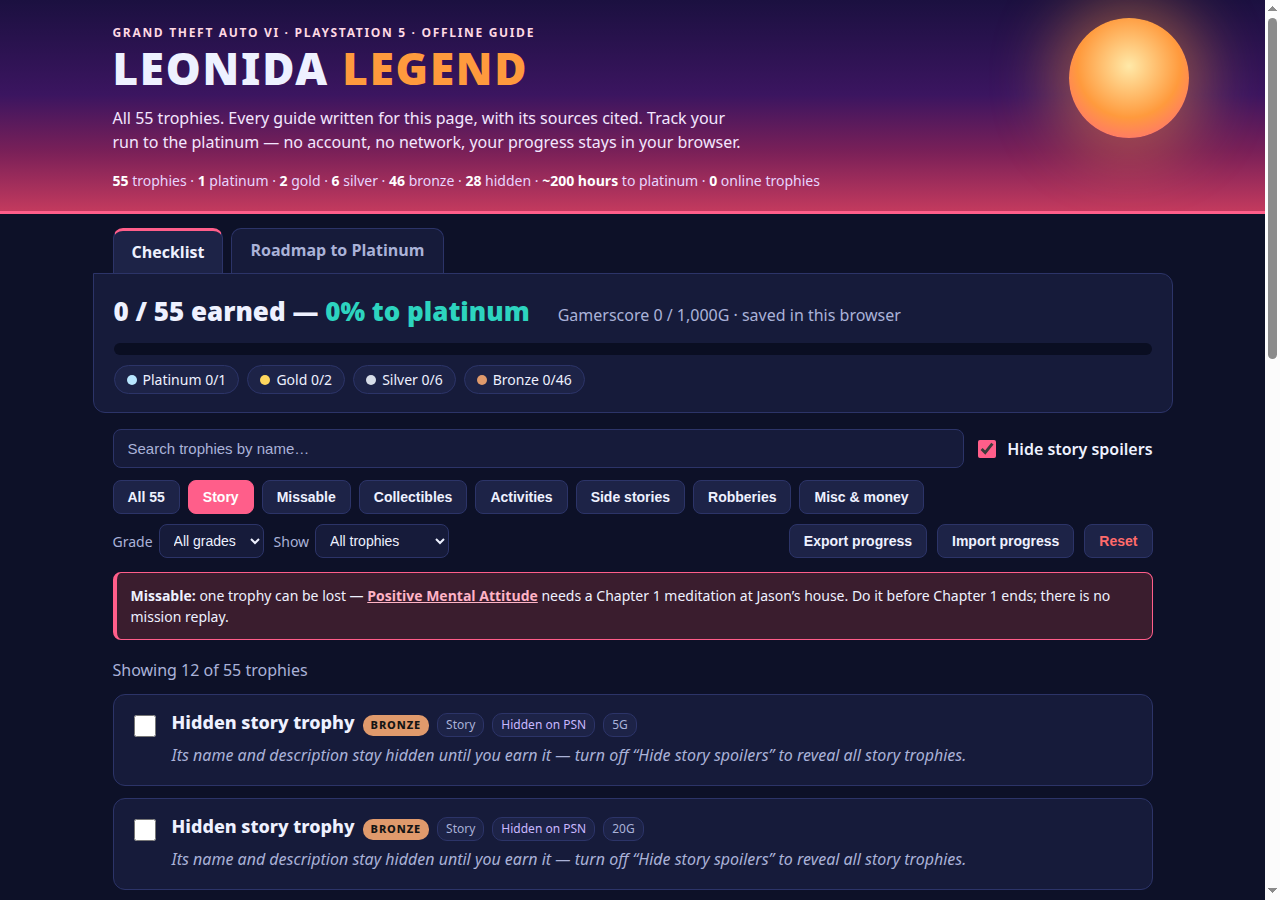 GRAND THEFT AUTO VI · PLAYSTATION 5 · OFFLINE GUIDE
LEONIDA LEGEND
All 55 trophies. Every guide written for this page, with its sources cited. Track your
run to the platinum — no account, no network, your progress stays in your browser.
55 trophies · 1 platinum · 2 gold · 6 silver · 46 bronze · 28 hidden · ~200 hours to platinum · 0 online trophies
Checklist
Roadmap to Platinum
0 / 55 earned — 0% to platinum
Gamerscore 0 / 1,000G · saved in this browser
Platinum 0/1
Gold 0/2
Silver 0/6
Bronze 0/46
Search trophies by name…
Hide story spoilers
All 55
Story
Missable
Collectibles
Activities
Side stories
Robberies
Misc & money
Grade
All grades
Show
All trophies
Export progress
Import progress
Reset
Missable: one trophy can be lost — Positive Mental Attitude needs a Chapter 1 meditation at Jason’s house. Do it before Chapter 1 ends; there is no
mission replay.
Showing 12 of 55 trophies
Hidden story trophy
BRONZE
Story
Hidden on PSN
5G
Its name and description stay hidden until you earn it — turn off “Hide story spoilers” to reveal all story trophies.
Hidden story trophy
BRONZE
Story
Hidden on PSN
20G
Its name and description stay hidden until you earn it — turn off “Hide story spoilers” to reveal all story trophies.